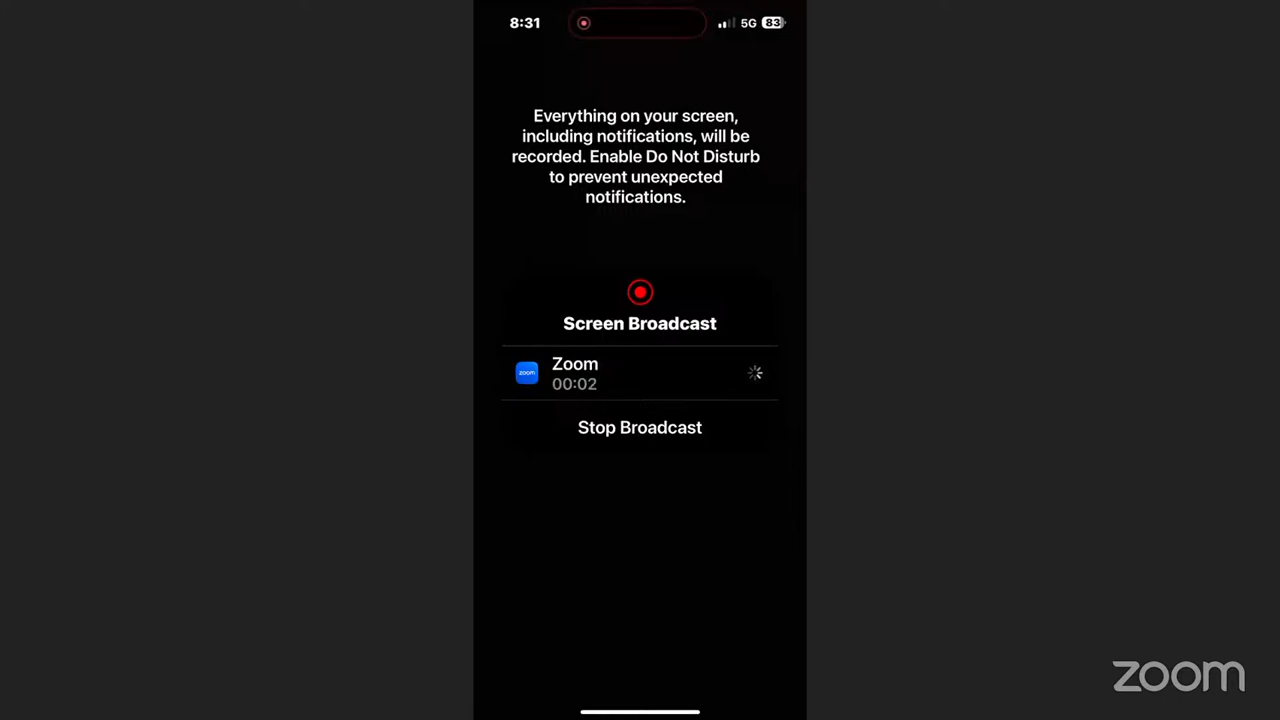 8:31 5G 83
Everything on your screen,
including notifications, will be
recorded. Enable Do Not Disturb
to prevent unexpected
notifications.
Screen Broadcast
zoom
Zoom
00:02
Stop Broadcast
zoom